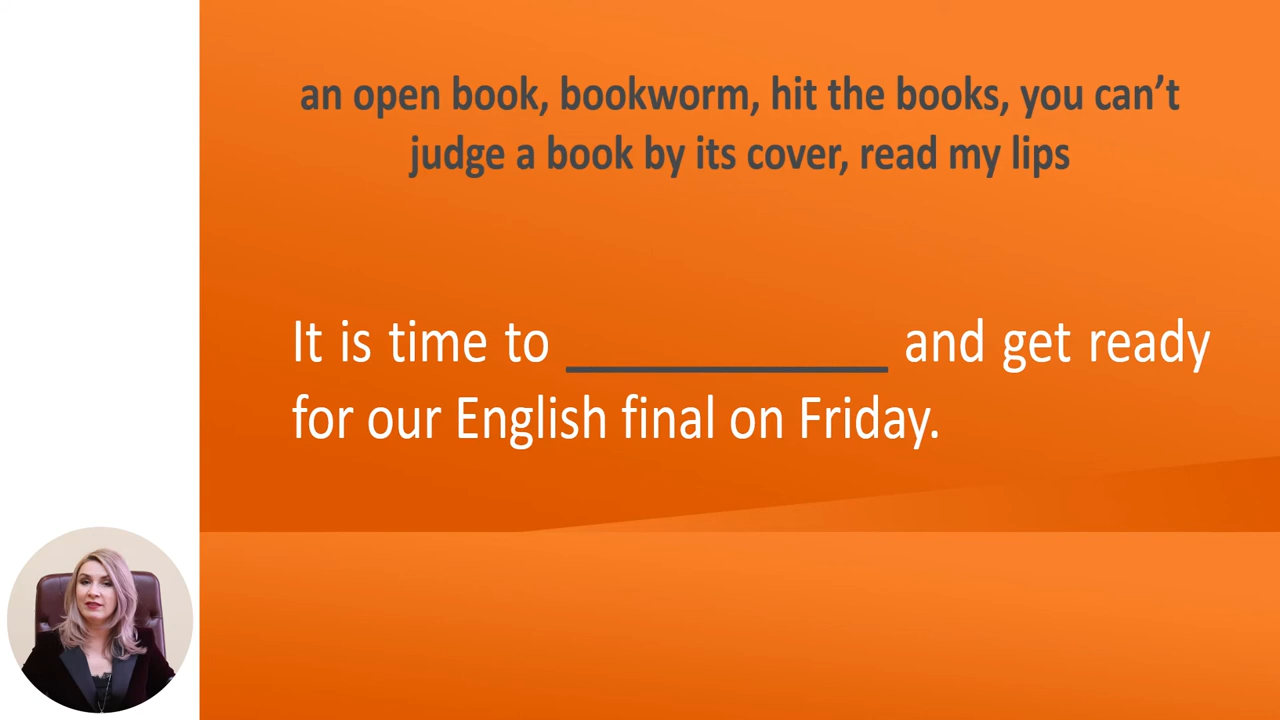 an open book, bookworm, hit the books, you can’t
judge a book by its cover, read my lips
It is time to ____________ and get ready
for our English final on Friday.